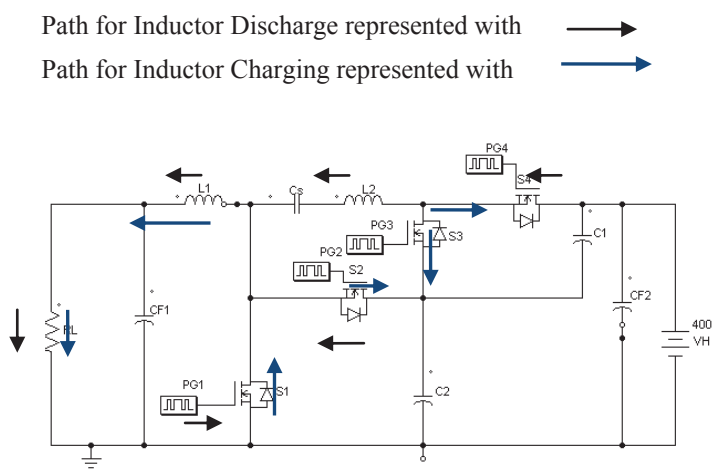 Path for Inductor Discharge represented with
Path for Inductor Charging represented with
PG4
L1
Cs
L2
S4
PG3
S3
C1
PG2
S2
CF1
CF2
RL
400
VH
PG1
S1
C2